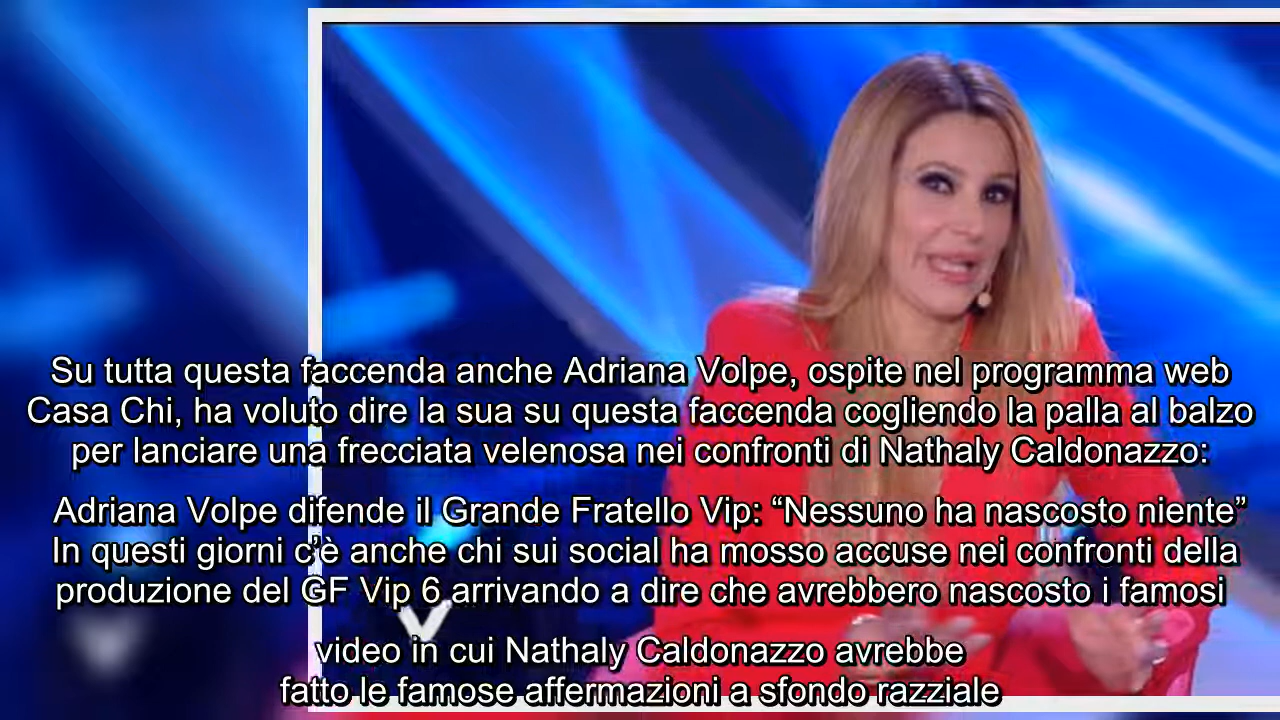 Su tutta questa faccenda anche Adriana Volpe, ospite nel programma web
Casa Chi, ha voluto dire la sua su questa faccenda cogliendo la palla al balzo
per lanciare una frecciata velenosa nei confronti di Nathaly Caldonazzo:
Adriana Volpe difende il Grande Fratello Vip: “Nessuno ha nascosto niente”
In questi giorni c’è anche chi sui social ha mosso accuse nei confronti della
produzione del GF Vip 6 arrivando a dire che avrebbero nascosto i famosi
video in cui Nathaly Caldonazzo avrebbe
fatto le famose affermazioni a sfondo razziale